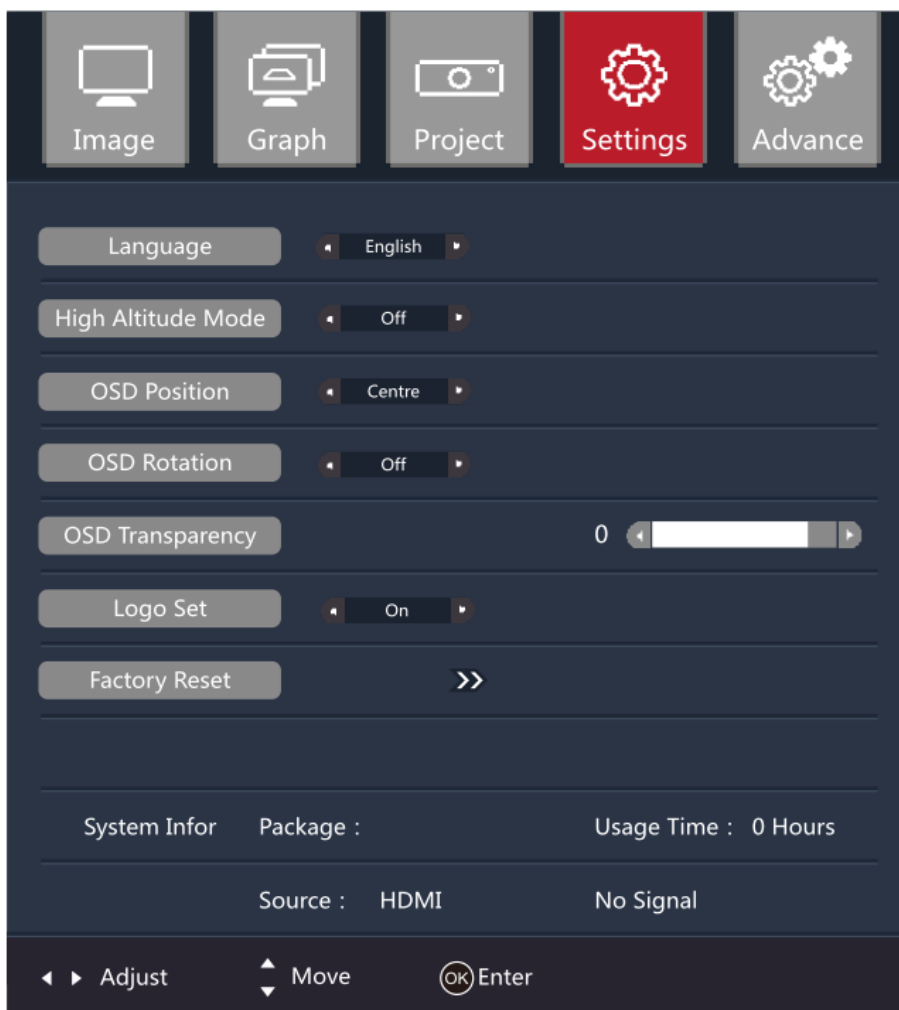 Image Graph Project Settings Advance
Language English
High Altitude Mode Off
OSD Position Centre
OSD Rotation Off
OSD Transparency 0
Logo Set On
Factory Reset >>
System Infor Package : Usage Time : 0 Hours
Source : HDMI No Signal
Adjust Move OK Enter